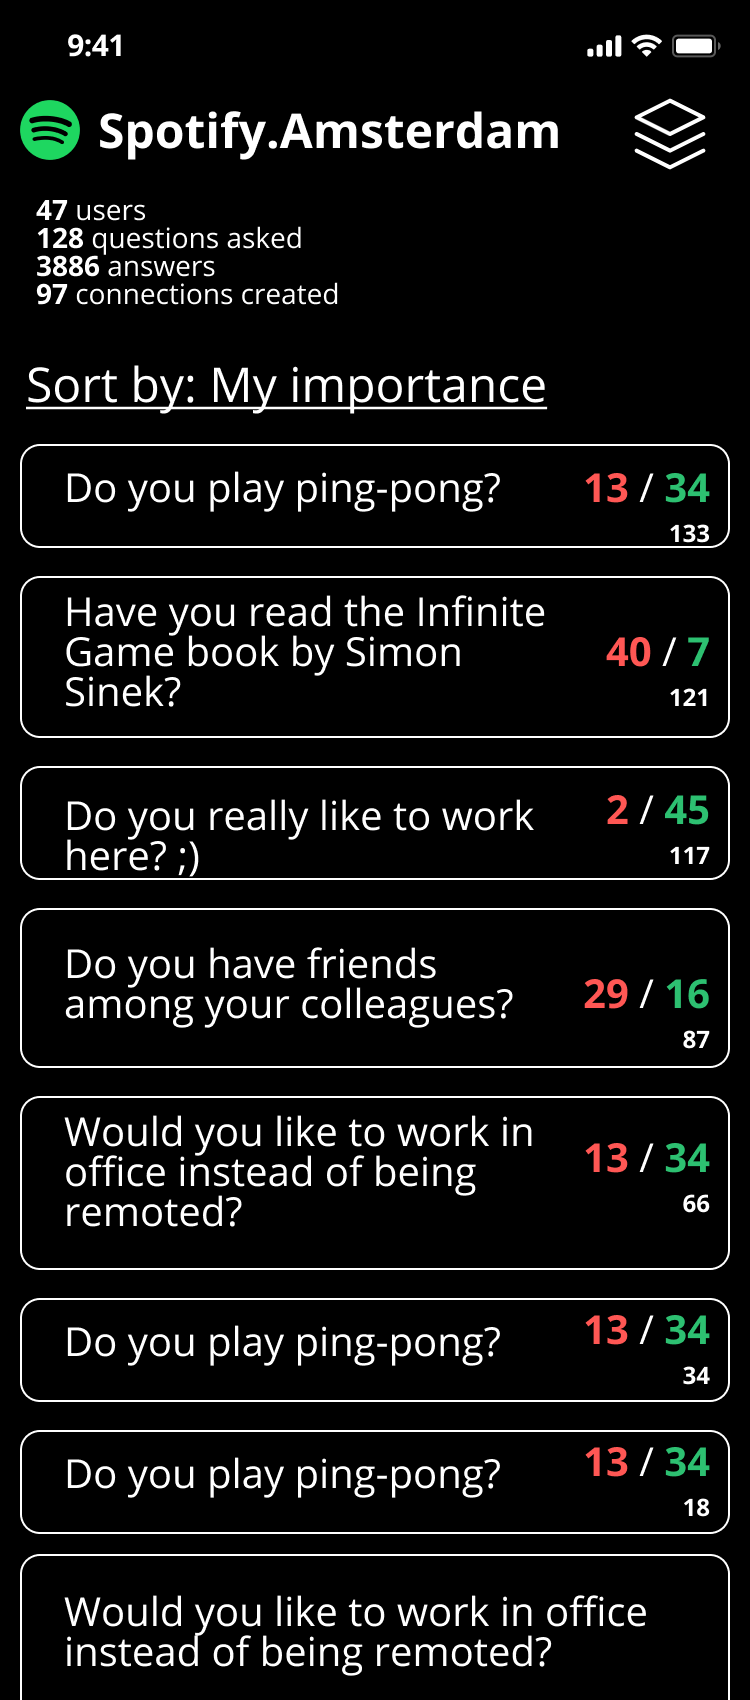 9:41
Spotify.Amsterdam
47 users
128 questions asked
3886 answers
97 connections created
Sort by: My importance
Do you play ping-pong?
13 / 34
133
Have you read the Infinite
Game book by Simon
Sinek?
40 / 7
121
Do you really like to work
here? ;)
2 / 45
117
Do you have friends
among your colleagues?
29 / 16
87
Would you like to work in
office instead of being
remoted?
13 / 34
66
Do you play ping-pong?
13 / 34
34
Do you play ping-pong?
13 / 34
18
Would you like to work in office
instead of being remoted?